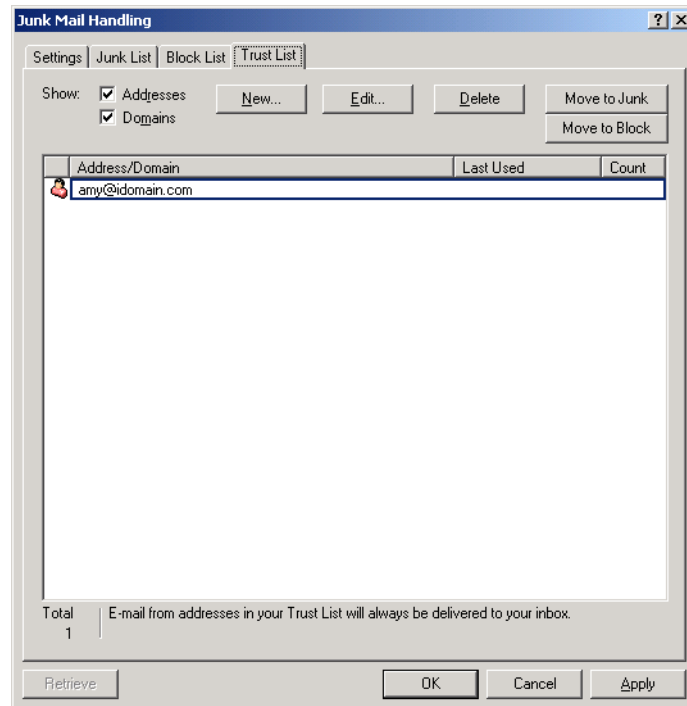 Junk Mail Handling
Settings Junk List Block List Trust List
Show: Addresses New... Edit... Delete Move to Junk
Domains Move to Block
Address/Domain Last Used Count
amy@idomain.com
Total E-mail from addresses in your Trust List will always be delivered to your inbox.
1
Retrieve OK Cancel Apply